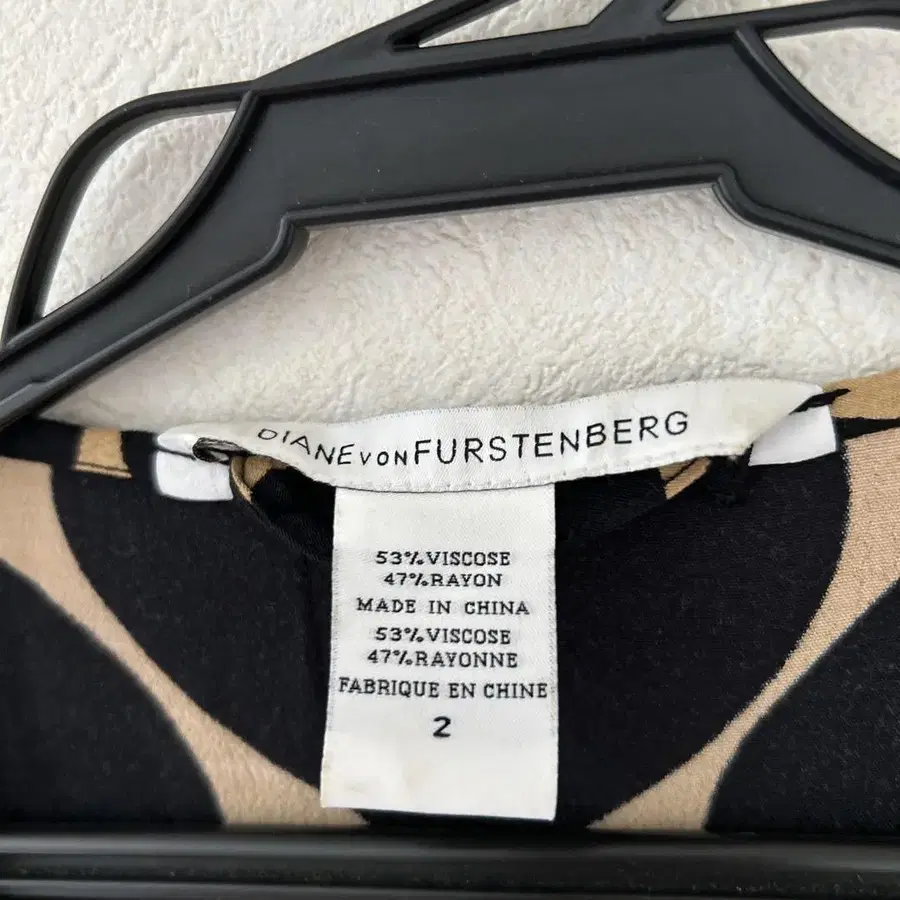 DIANE VON FURSTENBERG
53% VISCOSE
47% RAYON
MADE IN CHINA
53% VISCOSE
47% RAYONNE
FABRIQUE EN CHINE
2